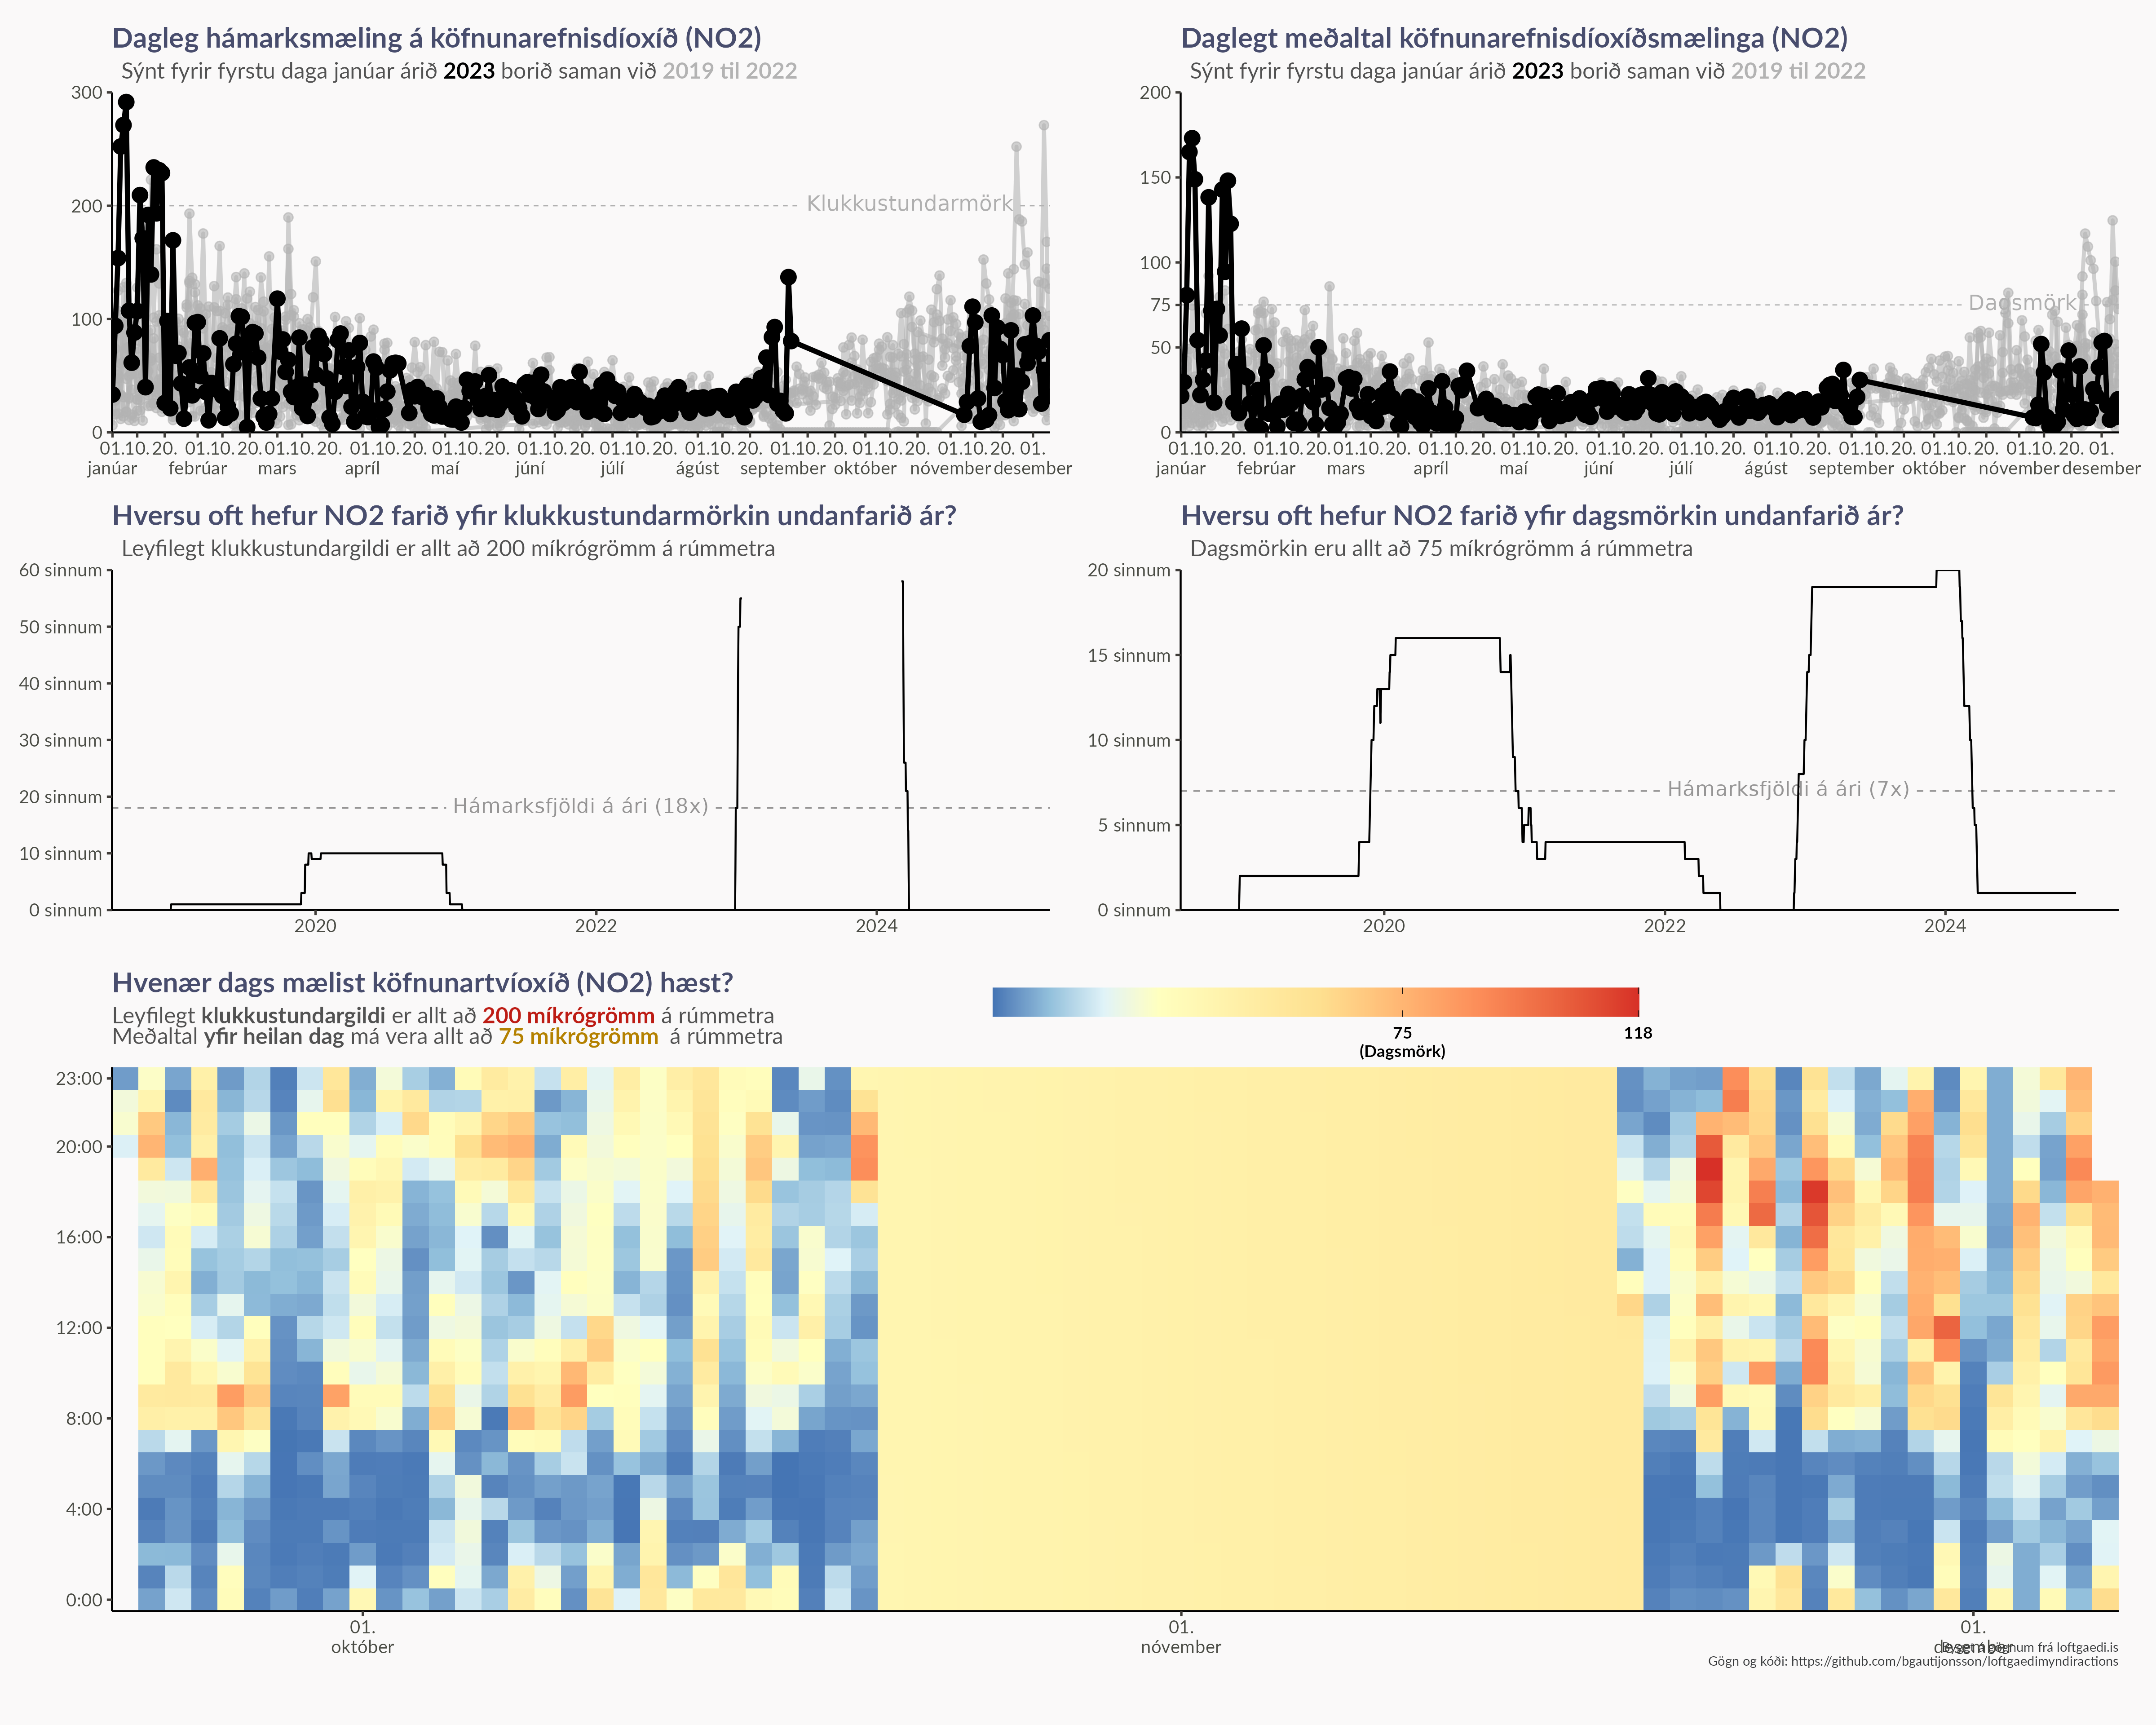 Dagleg hámarksmæling á köfnunarefnisdíoxíð (NO2)
Sýnt fyrir fyrstu daga janúar árið 2023 borið saman við 2019 til 2022
300
200
100
0
Klukkustundarmörk
01.10.20. 01.10.20. 01.10.20. 01.10.20. 01.10.20. 01.10.20. 01.10.20. 01.10.20. 01.10.20. 01.10.20. 01.10.20. 01.
janúar febrúar mars apríl maí júní júlí ágúst september október nóvember desember
Daglegt meðaltal köfnunarefnisdíoxíðsmælinga (NO2)
Sýnt fyrir fyrstu daga janúar árið 2023 borið saman við 2019 til 2022
200
150
100
75
50
0
Dagsmörk
01.10.20. 01.10.20. 01.10.20. 01.10.20. 01.10.20. 01.10.20. 01.10.20. 01.10.20. 01.10.20. 01.10.20. 01.10.20. 01.
janúar febrúar mars apríl maí júní júlí ágúst september október nóvember desember
Hversu oft hefur NO2 farið yfir klukkustundarmörkin undanfarið ár?
Leyfilegt klukkustundargildi er allt að 200 míkrógrömm á rúmmetra
60 sinnum
50 sinnum
40 sinnum
30 sinnum
20 sinnum
10 sinnum
0 sinnum
Hámarksfjöldi á ári (18x)
2020 2022 2024
Hversu oft hefur NO2 farið yfir dagsmörkin undanfarið ár?
Dagsmörkin eru allt að 75 míkrógrömm á rúmmetra
20 sinnum
15 sinnum
10 sinnum
5 sinnum
0 sinnum
Hámarksfjöldi á ári (7x)
2020 2022 2024
Hvenær dags mælist köfnunartvíoxíð (NO2) hæst?
Leyfilegt klukkustundargildi er allt að 200 míkrógrömm á rúmmetra
Meðaltal yfir heilan dag má vera allt að 75 míkrógrömm á rúmmetra
75 118
(Dagsmörk)
23:00
20:00
16:00
12:00
8:00
4:00
0:00
01. 01. 01.
október nóvember desember
Byggt á gögnum frá loftgaedi.is
Gögn og kóði: https://github.com/bgautijonsson/loftgaedimyndiractions